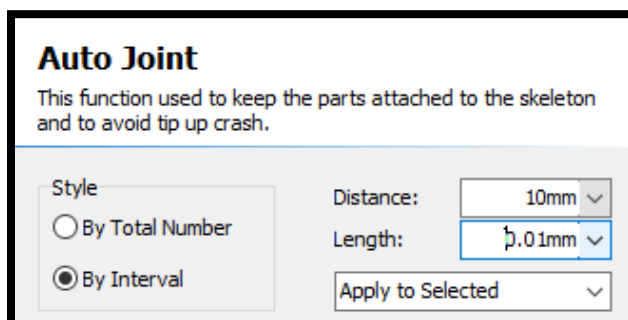 Auto Joint
This function used to keep the parts attached to the skeleton
and to avoid tip up crash.
Style
By Total Number
By Interval
Distance: 10mm
Length: 0.01mm
Apply to Selected